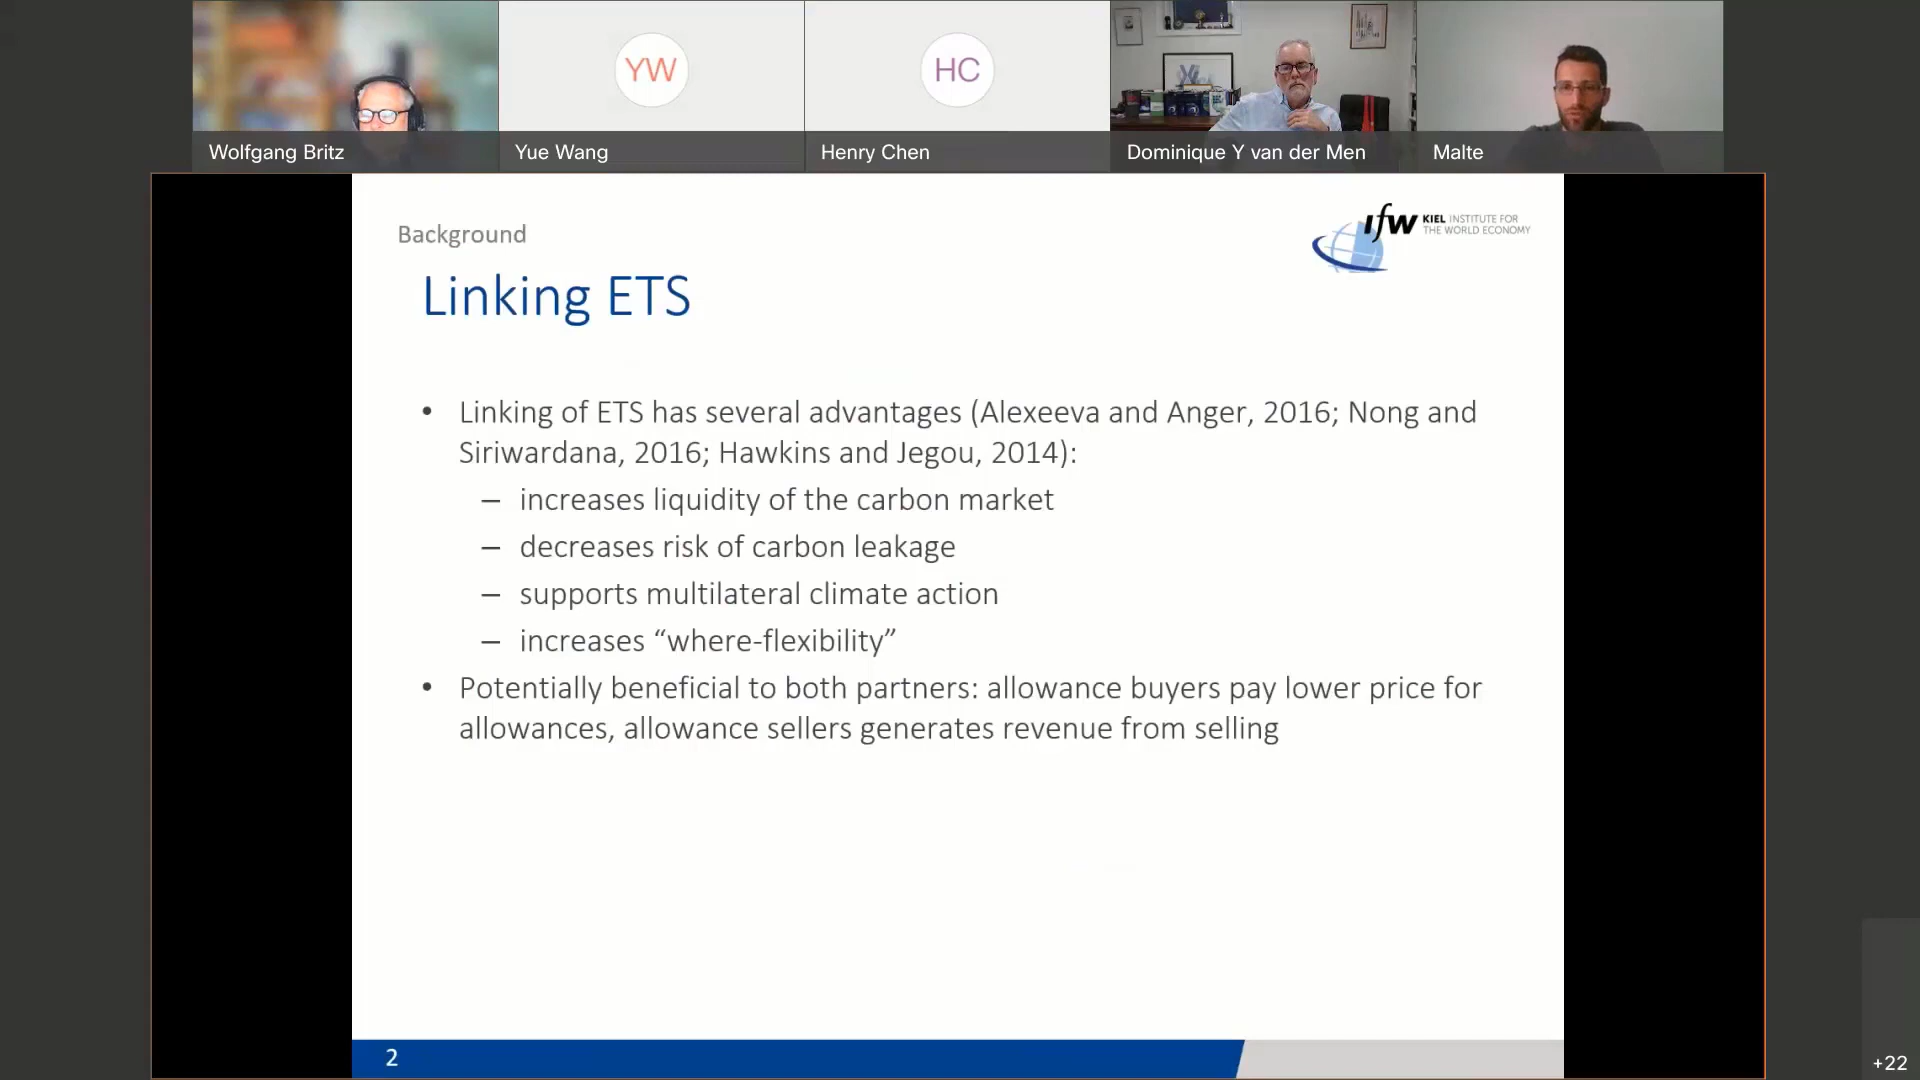 YW
HC
Wolfgang Britz
Yue Wang
Henry Chen
Dominique Y van der Men
Malte
Background
ifw KIEL INSTITUTE FOR
THE WORLD ECONOMY
Linking ETS
• Linking of ETS has several advantages (Alexeeva and Anger, 2016; Nong and
Siriwardana, 2016; Hawkins and Jegou, 2014):
– increases liquidity of the carbon market
– decreases risk of carbon leakage
– supports multilateral climate action
– increases “where-flexibility”
• Potentially beneficial to both partners: allowance buyers pay lower price for
allowances, allowance sellers generates revenue from selling
2
+22